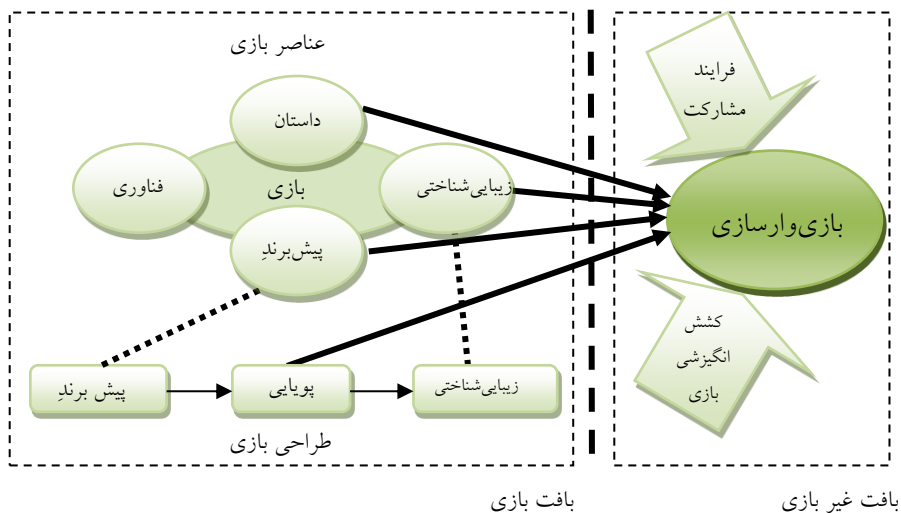 عناصر بازی
داستان
فناوری
بازی
زیبایی‌شناختی
پیش‌برندِ
پیش برندِ
پویایی
زیبایی‌شناختی
طراحی بازی
بافت بازی
فرایند
مشارکت
بازی‌وارسازی
کشش
انگیزشی
بازی
بافت غیر بازی